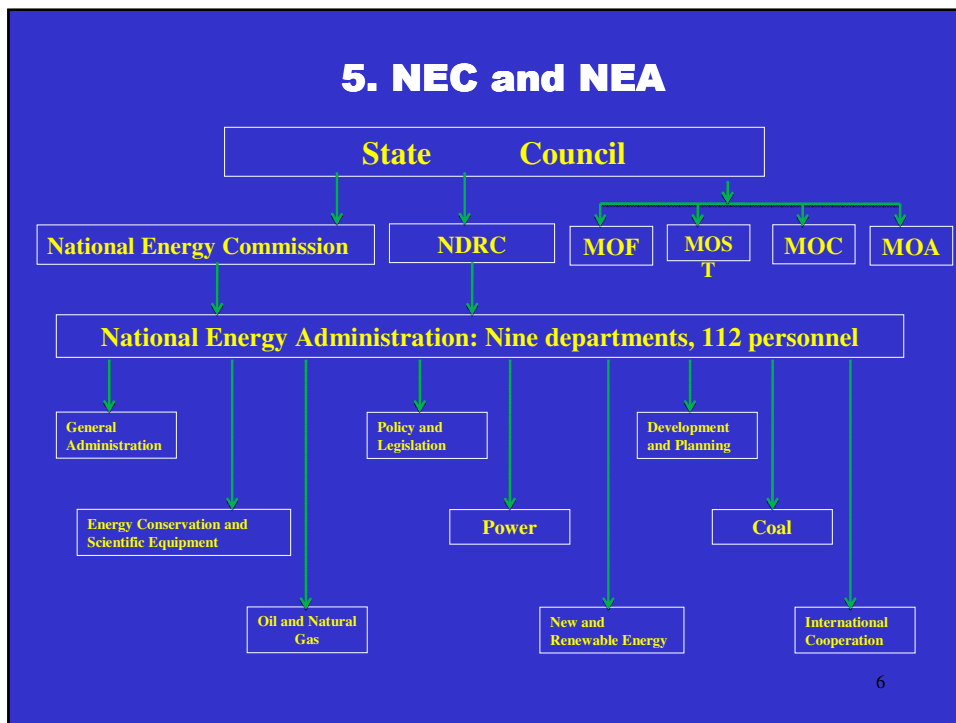 5. NEC and NEA
State Council
National Energy Commission
NDRC
MOF
MOS
T
MOC
MOA
National Energy Administration: Nine departments, 112 personnel
General
Administration
Policy and
Legislation
Development
and Planning
Energy Conservation and
Scientific Equipment
Power
Coal
Oil and Natural
Gas
New and
Renewable Energy
International
Cooperation
6